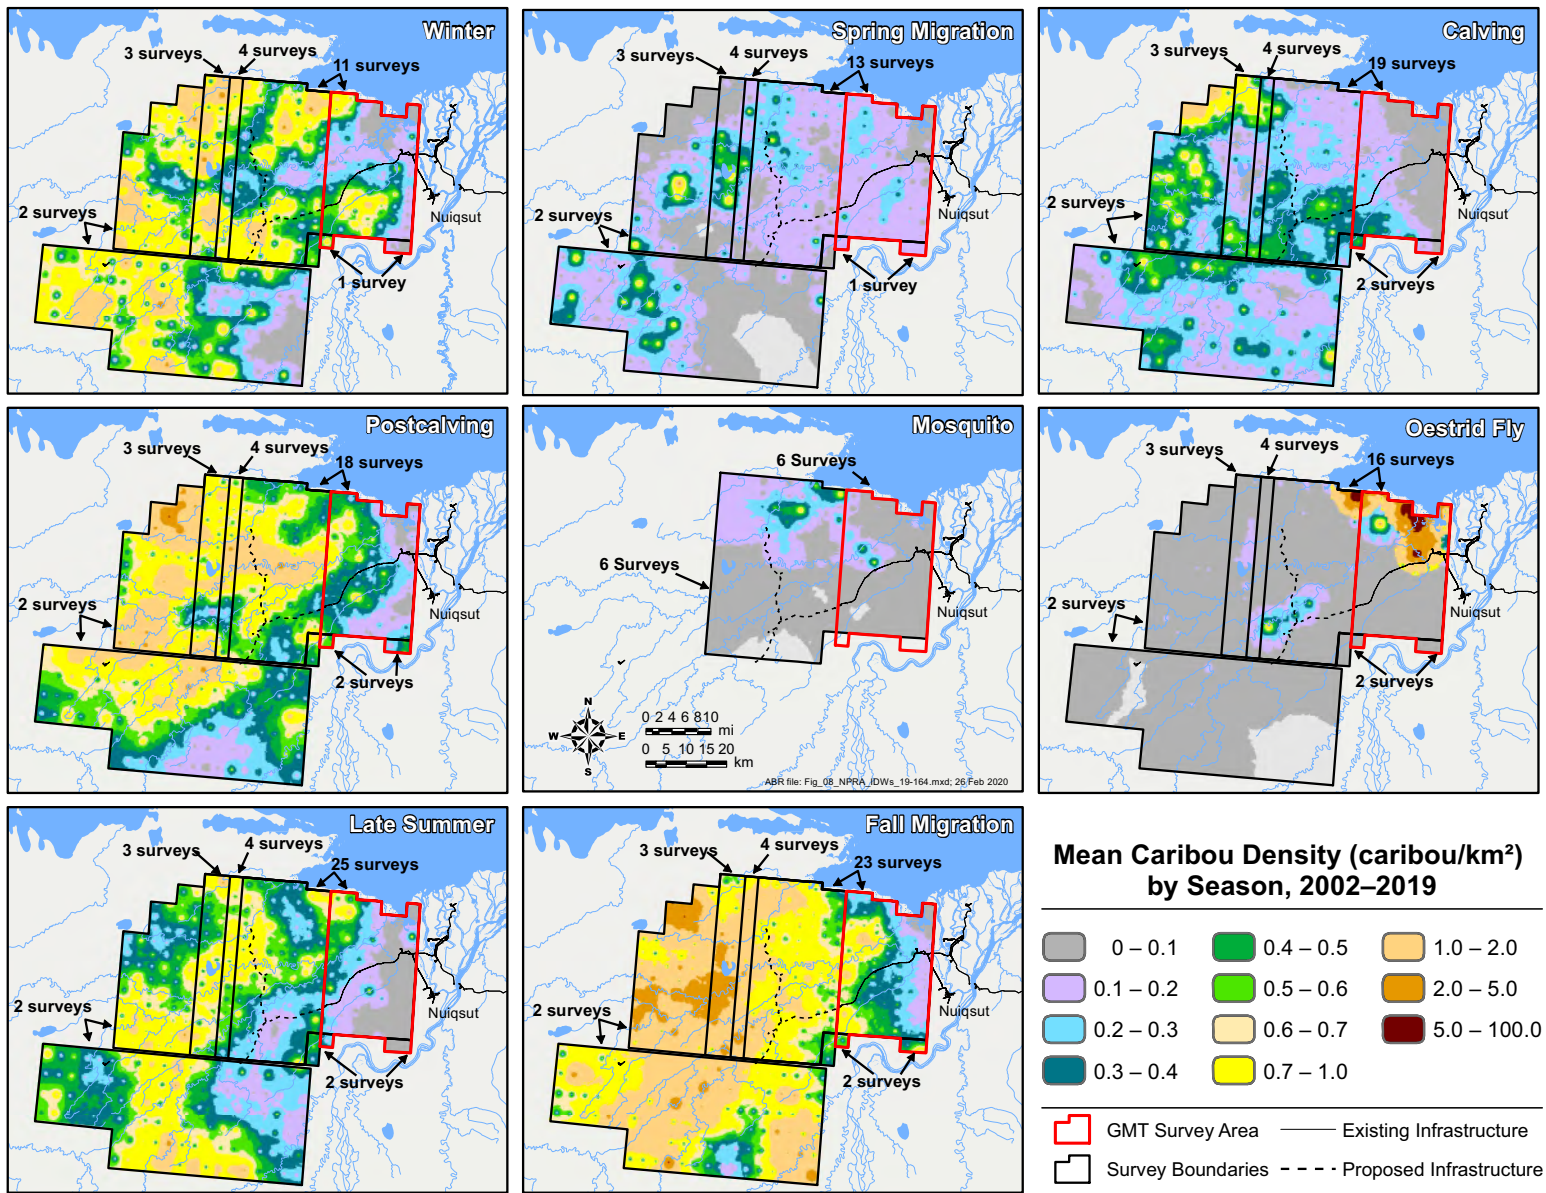 Winter
3 surveys
4 surveys
11 surveys
2 surveys
Nuiqsut
1 survey
Spring Migration
3 surveys
4 surveys
13 surveys
2 surveys
Nuiqsut
1 survey
Calving
3 surveys
4 surveys
19 surveys
2 surveys
Nuiqsut
2 surveys
Postcalving
3 surveys
4 surveys
18 surveys
2 surveys
Nuiqsut
2 surveys
Mosquito
6 Surveys
6 Surveys
Nuiqsut
N
W E
S
0 2 4 6 8 10
mi
0 5 10 15 20
km
ABR file: Fig_08_NPRA_IDWs_19-164.mxd; 26 Feb 2020
Oestrid Fly
3 surveys
4 surveys
16 surveys
2 surveys
Nuiqsut
2 surveys
Late Summer
3 surveys
4 surveys
25 surveys
2 surveys
Nuiqsut
2 surveys
Fall Migration
3 surveys
4 surveys
23 surveys
2 surveys
Nuiqsut
2 surveys
Mean Caribou Density (caribou/km²)
by Season, 2002–2019
0 – 0.1
0.1 – 0.2
0.2 – 0.3
0.3 – 0.4
0.4 – 0.5
0.5 – 0.6
0.6 – 0.7
0.7 – 1.0
1.0 – 2.0
2.0 – 5.0
5.0 – 100.0
GMT Survey Area
Existing Infrastructure
Survey Boundaries
Proposed Infrastructure